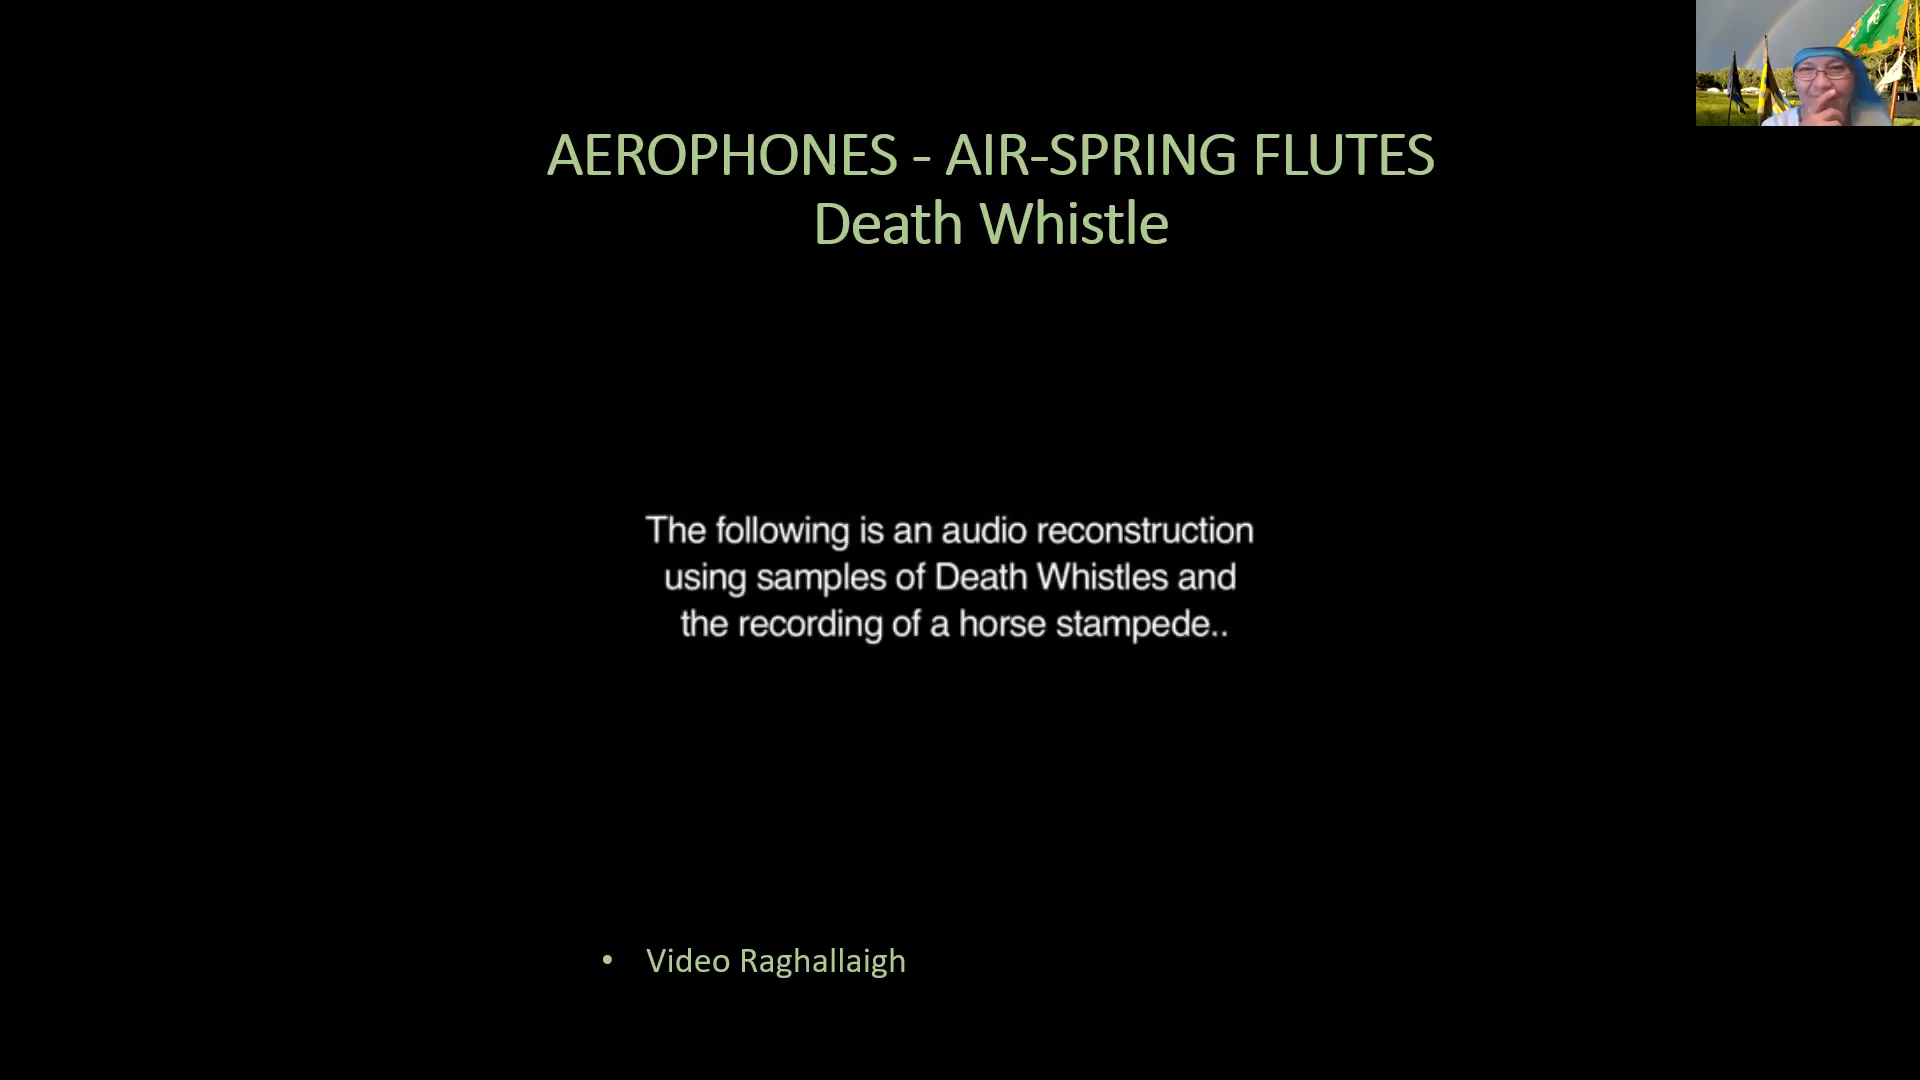 AEROPHONES - AIR-SPRING FLUTES
Death Whistle
The following is an audio reconstruction
using samples of Death Whistles and
the recording of a horse stampede..
• Video Raghallaigh